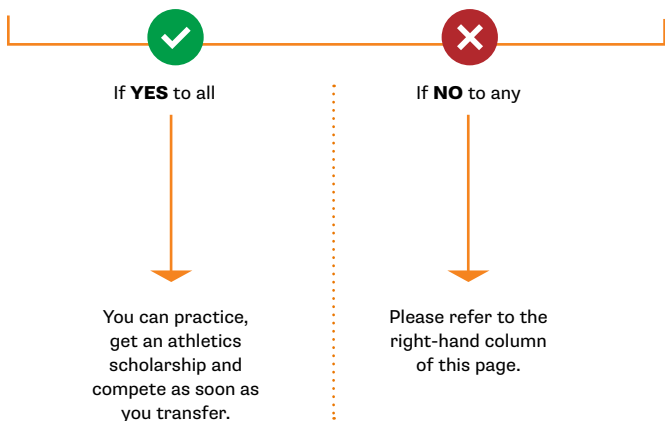 If YES to all
If NO to any
You can practice,
get an athletics
scholarship and
compete as soon as
you transfer.
Please refer to the
right-hand column
of this page.